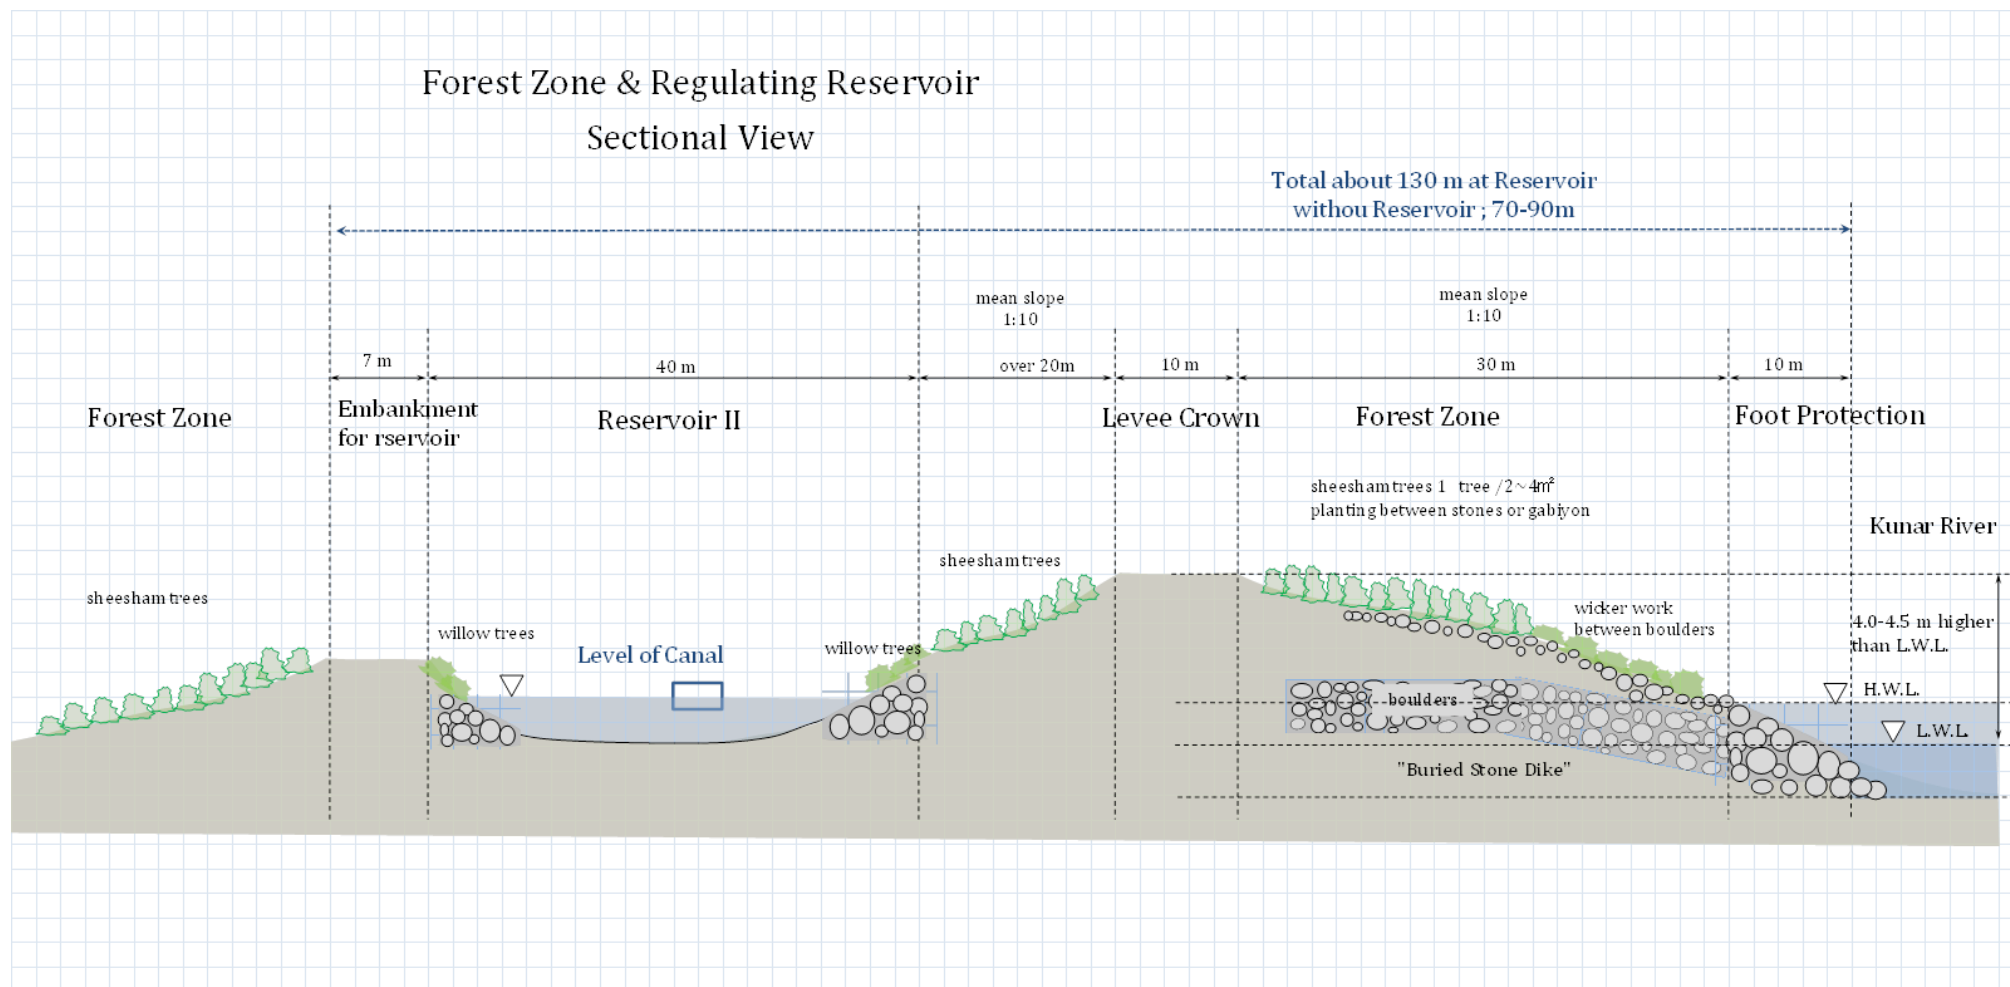 Forest Zone & Regulating Reservoir
Sectional View
Total about 130 m at Reservoir
withou Reservoir ; 70-90m
mean slope
1:10
mean slope
1:10
7 m
40 m
over 20m
10 m
30 m
10 m
Forest Zone
Embankment
for rservoir
Reservoir II
Levee Crown
Forest Zone
Foot Protection
sheesham trees 1 tree /2~4㎡
planting between stones or gabiyon
Kunar River
sheesham trees
sheesham trees
willow trees
Level of Canal
willow trees
wicker work
between boulders
4.0-4.5 m higher
than L.W.L.
H.W.L.
boulders
L.W.L.
"Buried Stone Dike"